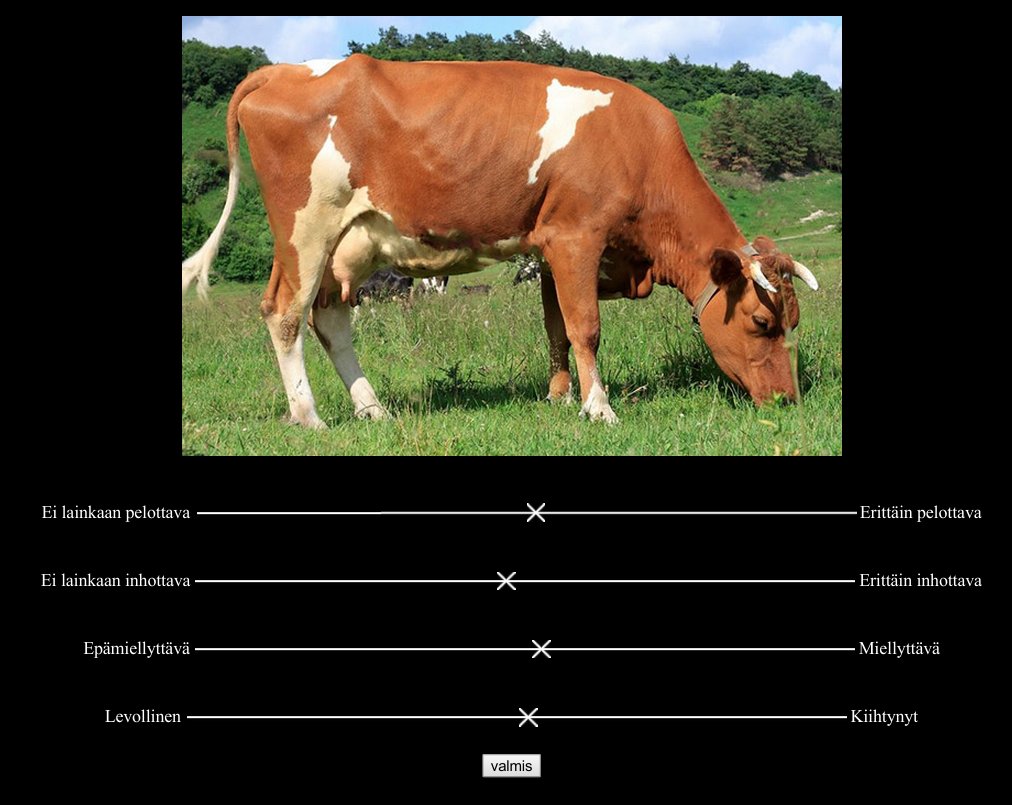 Ei lainkaan pelottava Erittäin pelottava
Ei lainkaan inhottava Erittäin inhottava
Epämiellyttävä Miellyttävä
Levollinen Kiihtynyt
valmis